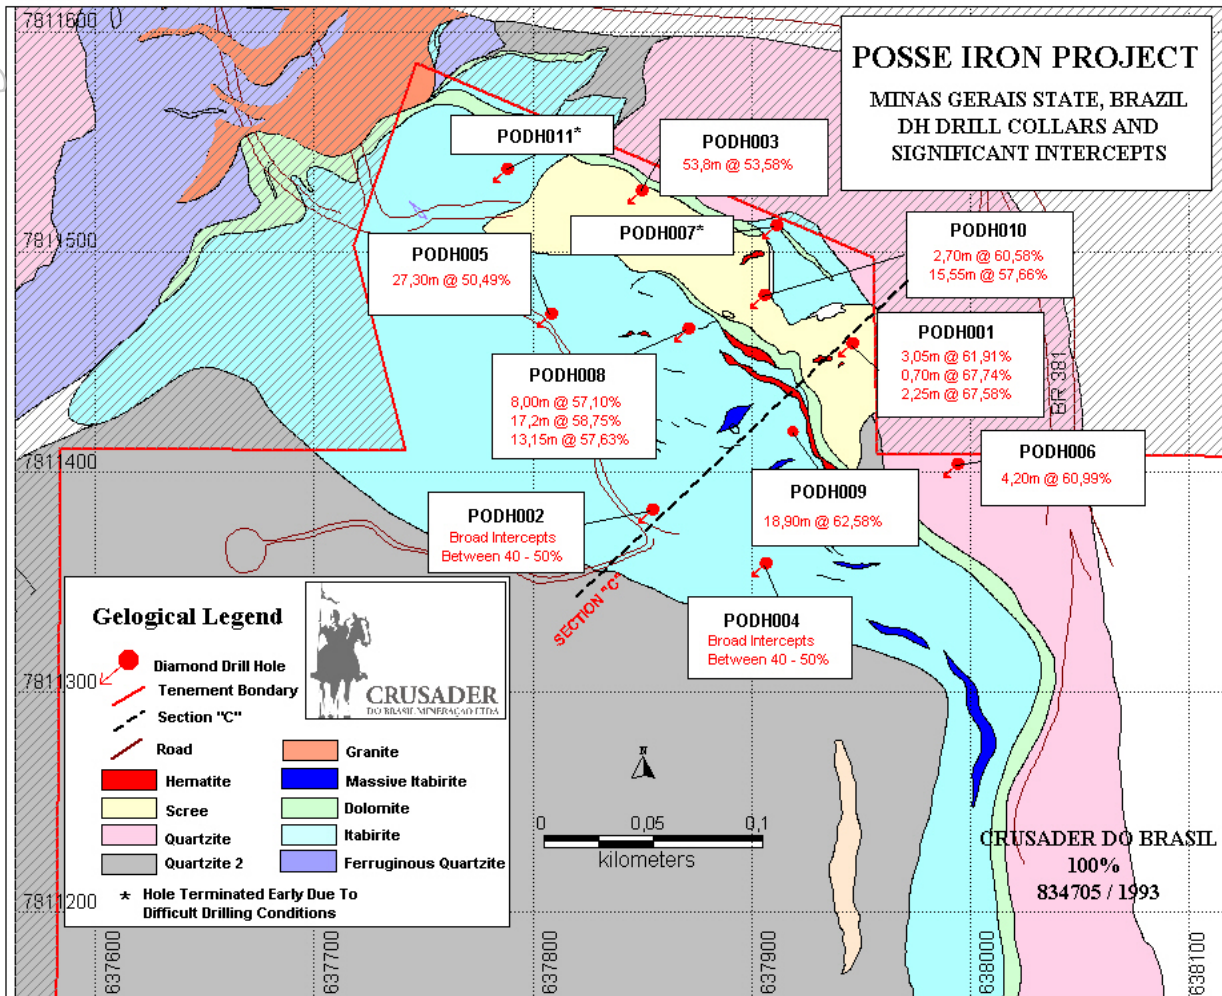 7811600
POSSE IRON PROJECT
MINAS GERAIS STATE, BRAZIL
DH DRILL COLLARS AND
SIGNIFICANT INTERCEPTS
PODH011*
PODH003
53,8m @ 53,58%
PODH007*
PODH010
2,70m @ 60,58%
15,55m @ 57,66%
7811500
PODH005
27,30m @ 50,49%
PODH001
3,05m @ 61,91%
0,70m @ 67,74%
2,25m @ 67,58%
PODH008
8,00m @ 57,10%
17,2m @ 58,75%
13,15m @ 57,63%
BR 381
7811400
PODH006
4,20m @ 60,99%
PODH009
18,90m @ 62,58%
PODH002
Broad Intercepts
Between 40 - 50%
SECTION "C"
PODH004
Broad Intercepts
Between 40 - 50%
7811300
Gelological Legend
Diamond Drill Hole
Tenement Bondary
Section "C"
Road
Hematite
Scree
Quartzite
Quartzite 2
Granite
Massive Itabirite
Dolomite
Itabirite
Ferruginous Quartzite
* Hole Terminated Early Due To
Difficult Drilling Conditions
CRUSADER
DO BRASIL MINERAÇÃO LTDA
N
0 0,05 0,1
kilometers
CRUSADER DO BRASIL
100%
834705 / 1993
7811200
637600
637700
637800
637900
638000
638100